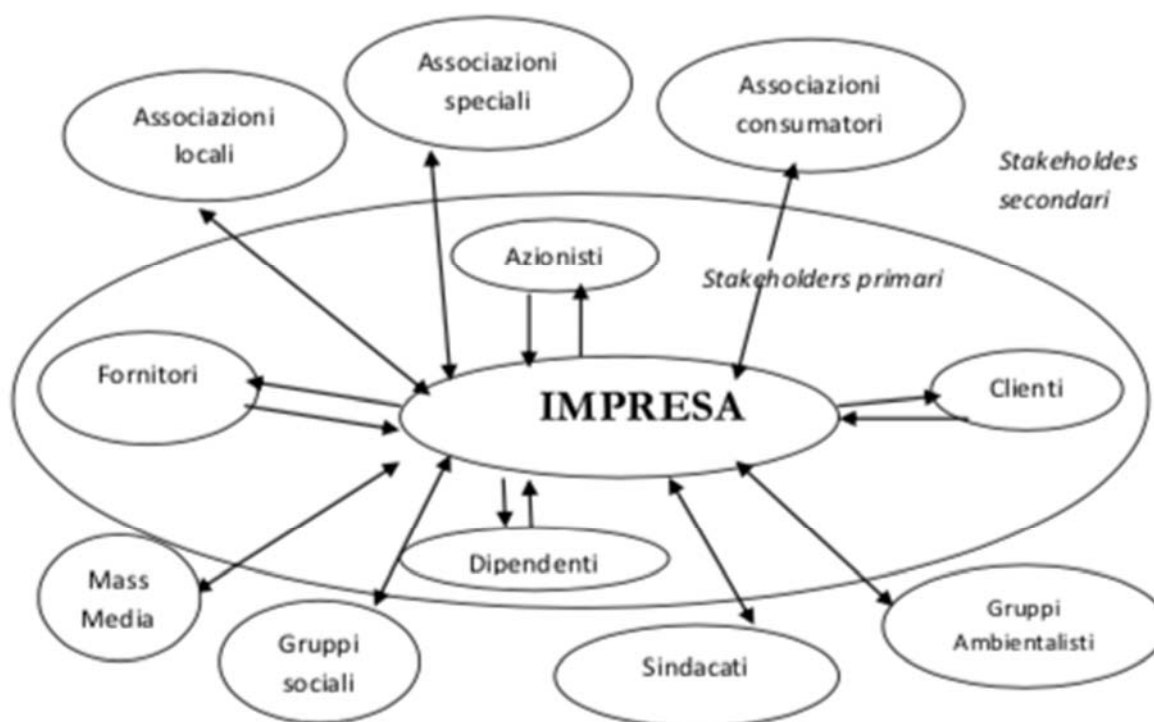 Associazioni
locali
Associazioni
speciali
Associazioni
consumatori
Stakeholdes
secondari
Azionisti
Stakeholders primari
Fornitori
IMPRESA
Clienti
Dipendenti
Mass
Media
Gruppi
sociali
Sindacati
Gruppi
Ambientalisti